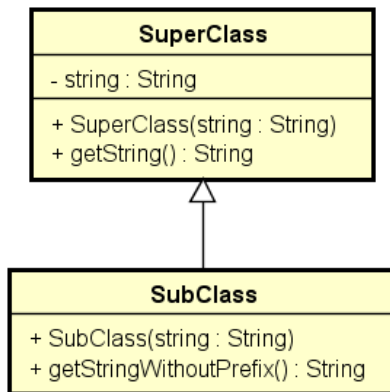 SuperClass
- string : String
+ SuperClass(string : String)
+ getString() : String
SubClass
+ SubClass(string : String)
+ getStringWithoutPrefix() : String